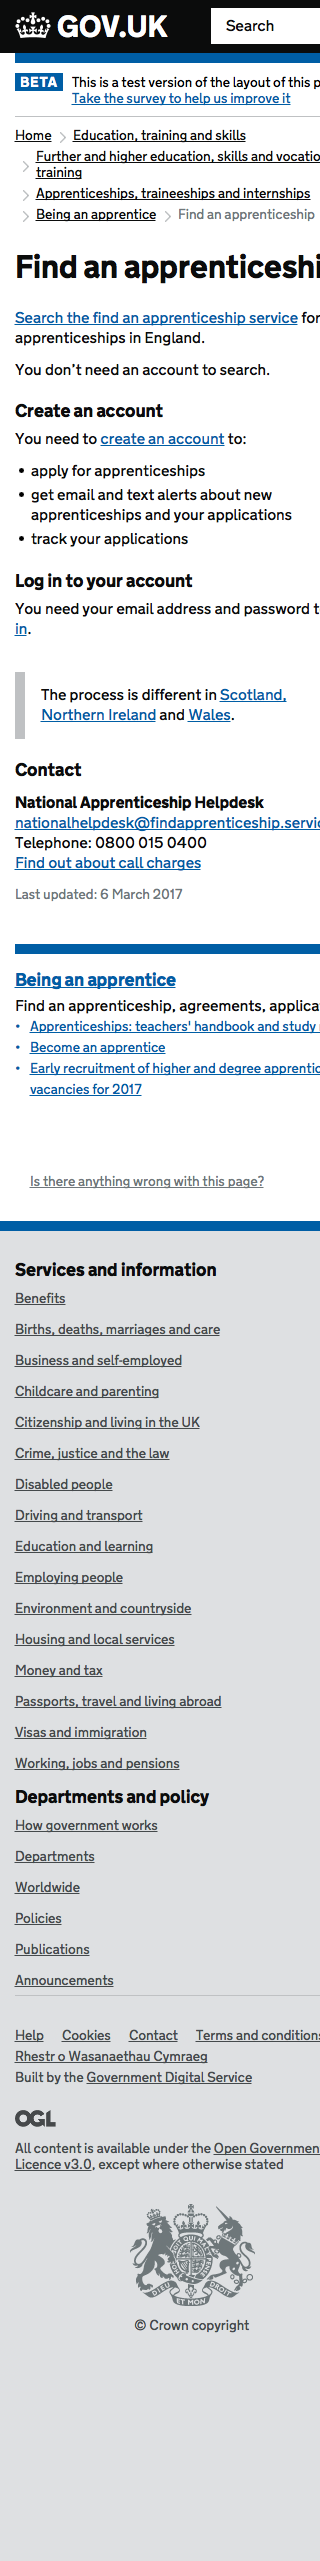 GOV.UK
Search
BETA This is a test version of the layout of this p
Take the survey to help us improve it
Home Education, training and skills
Further and higher education, skills and vocatio
training
Apprenticeships, traineeships and internships
Being an apprentice Find an apprenticeship
Find an apprenticeshi
Search the find an apprenticeship service for
apprenticeships in England.
You don’t need an account to search.
Create an account
You need to create an account to:
• apply for apprenticeships
• get email and text alerts about new
apprenticeships and your applications
• track your applications
Log in to your account
You need your email address and password t
in.
The process is different in Scotland,
Northern Ireland and Wales.
Contact
National Apprenticeship Helpdesk
nationalhelpdesk@findapprenticeship.servic
Telephone: 0800 015 0400
Find out about call charges
Last updated: 6 March 2017
Being an apprentice
Find an apprenticeship, agreements, applica
• Apprenticeships: teachers' handbook and study
• Become an apprentice
• Early recruitment of higher and degree apprentic
vacancies for 2017
Is there anything wrong with this page?
Services and information
Benefits
Births, deaths, marriages and care
Business and self-employed
Childcare and parenting
Citizenship and living in the UK
Crime, justice and the law
Disabled people
Driving and transport
Education and learning
Employing people
Environment and countryside
Housing and local services
Money and tax
Passports, travel and living abroad
Visas and immigration
Working, jobs and pensions
Departments and policy
How government works
Departments
Worldwide
Policies
Publications
Announcements
Help Cookies Contact Terms and conditions
Rhestr o Wasanaethau Cymraeg
Built by the Government Digital Service
OGL
All content is available under the Open Governmen
Licence v3.0, except where otherwise stated
DIEU ET MON DROIT
© Crown copyright